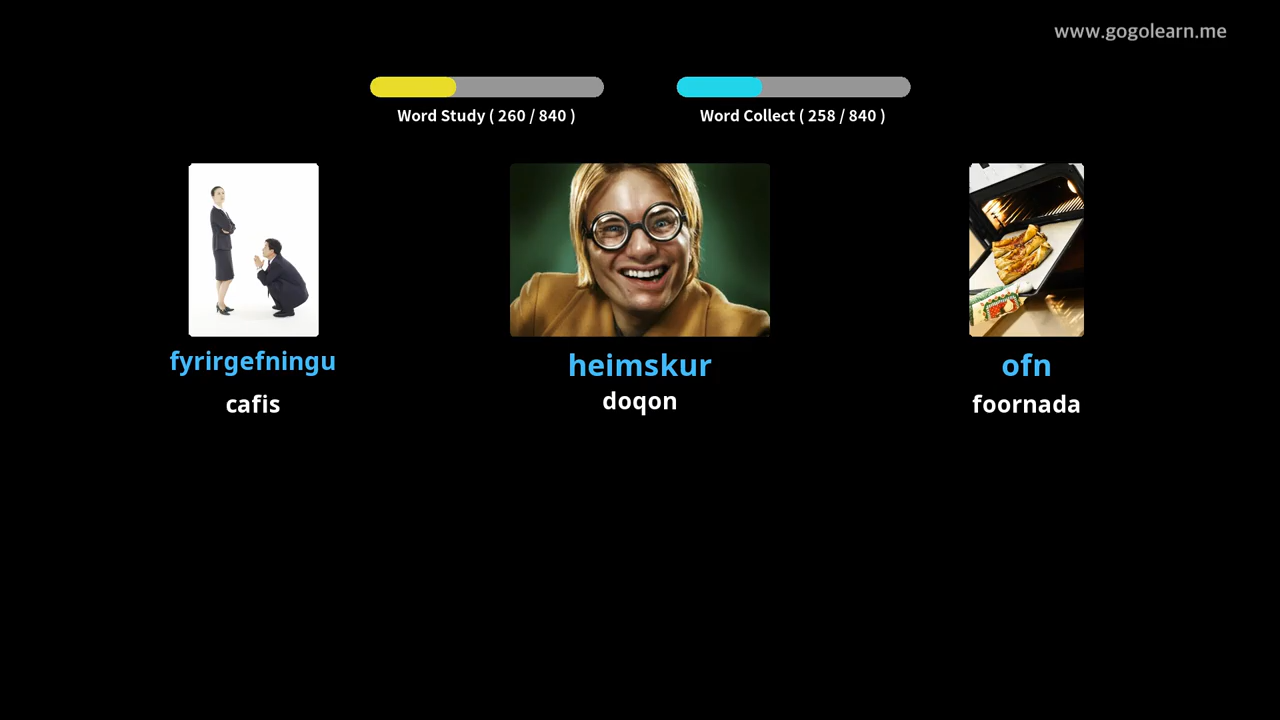 www.gogolearn.me
Word Study ( 260 / 840 )
Word Collect ( 258 / 840 )
fyrirgefningu
heimskur
ofn
cafis
doqon
foornada